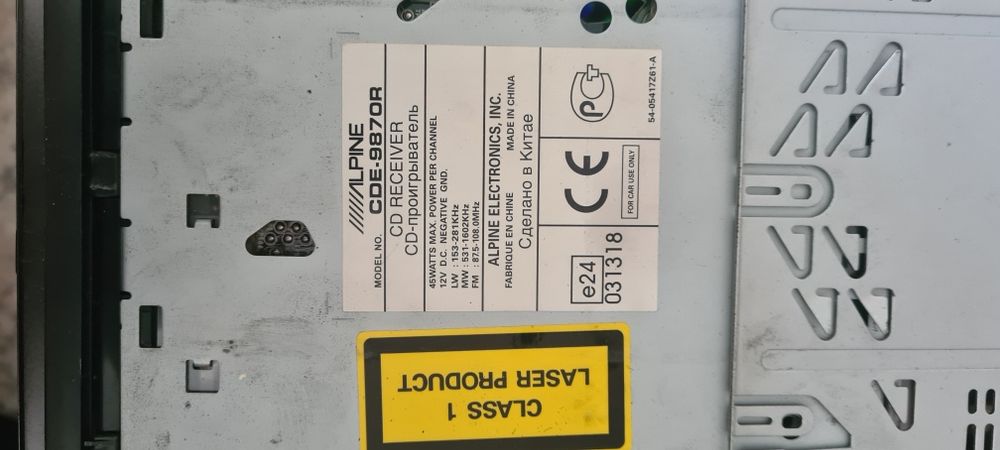 ALPINE
MODEL NO. CDE-9870R
CD RECEIVER
CD-проигрыватель
45WATTS MAX. POWER PER CHANNEL
12V D.C. NEGATIVE GND.
LW : 153-281KHz
MW : 531-1602KHz
FM : 87.5-108.0MHz
ALPINE ELECTRONICS, INC.
FABRIQUE EN CHINE MADE IN CHINA
Сделано в Китае
e24
031318
CE
FOR CAR USE ONLY
РСТ
54-05417Z61-A
CLASS 1
LASER PRODUCT